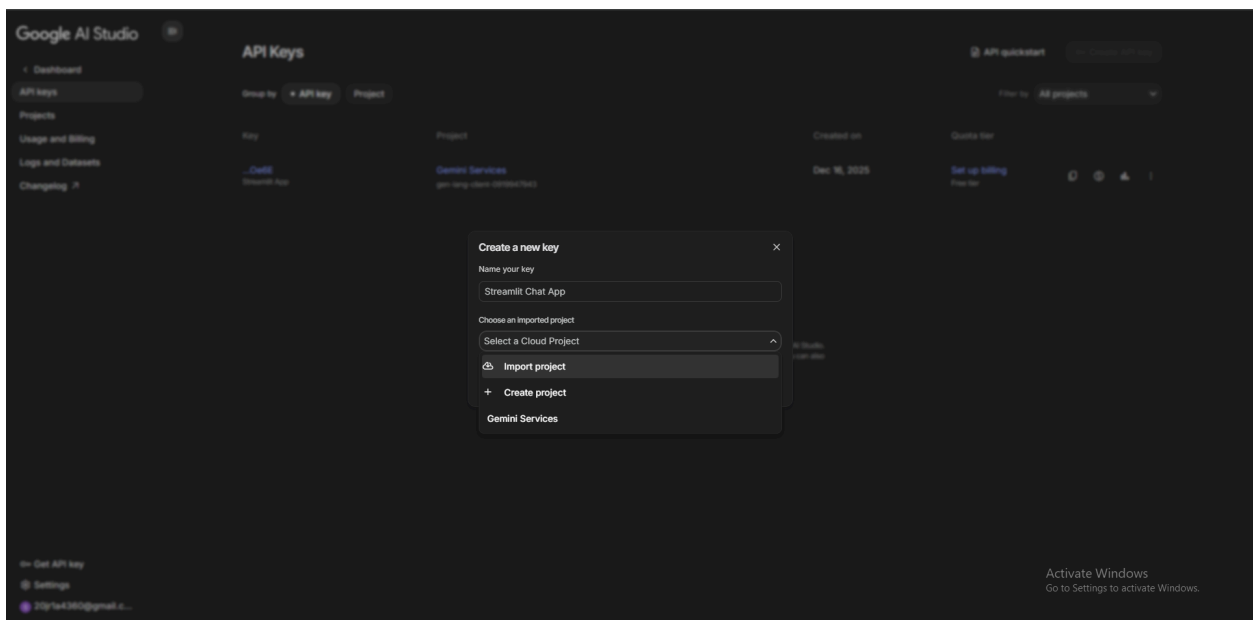 Google AI Studio
Dashboard
API keys
Projects
Usage and Billing
Logs and Datasets
Changelog
API Keys
API quickstart
Group by API key Project
Filter by All projects
Key Project Created on Quota tier
Gemini Services Dec 16, 2025 Set up billing
Streamlit App Free tier
Create a new key
Name your key
Streamlit Chat App
Choose an imported project
Select a Cloud Project
Import project
Create project
Gemini Services
Get API key
Settings
Activate Windows
Go to Settings to activate Windows.